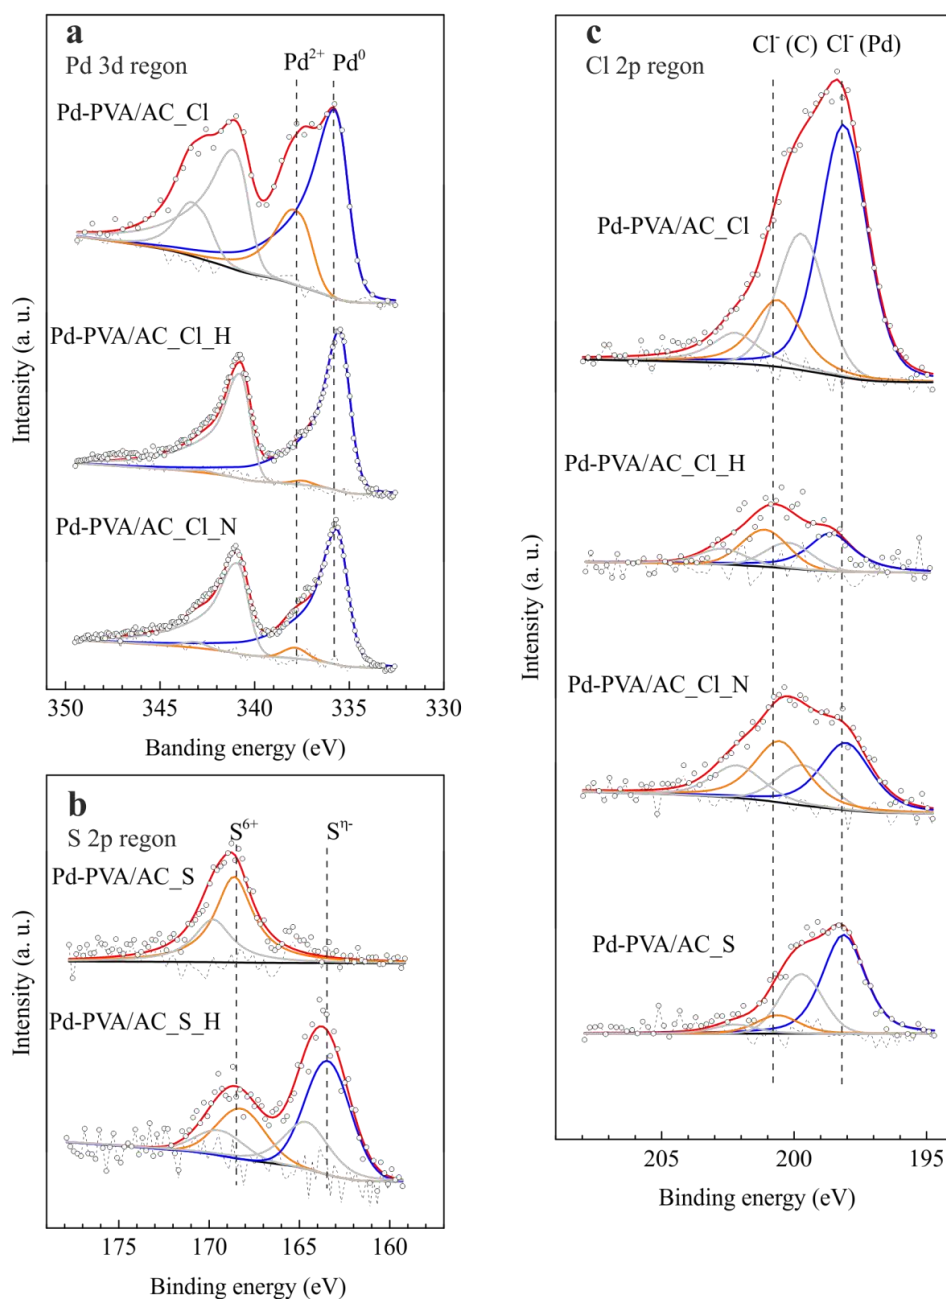 a
Pd 3d regon
Pd²⁺ Pd⁰
Pd-PVA/AC_Cl
Pd-PVA/AC_Cl_H
Pd-PVA/AC_Cl_N
Intensity (a. u.)
350 345 340 335 330
Banding energy (eV)
b
S 2p regon
S⁶⁺ Sᑎ⁻
Pd-PVA/AC_S
Pd-PVA/AC_S_H
Intensity (a. u.)
175 170 165 160
Binding energy (eV)
c
Cl⁻ (C) Cl⁻ (Pd)
Cl 2p regon
Pd-PVA/AC_Cl
Pd-PVA/AC_Cl_H
Pd-PVA/AC_Cl_N
Pd-PVA/AC_S
Intensity (a. u.)
205 200 195
Binding energy (eV)